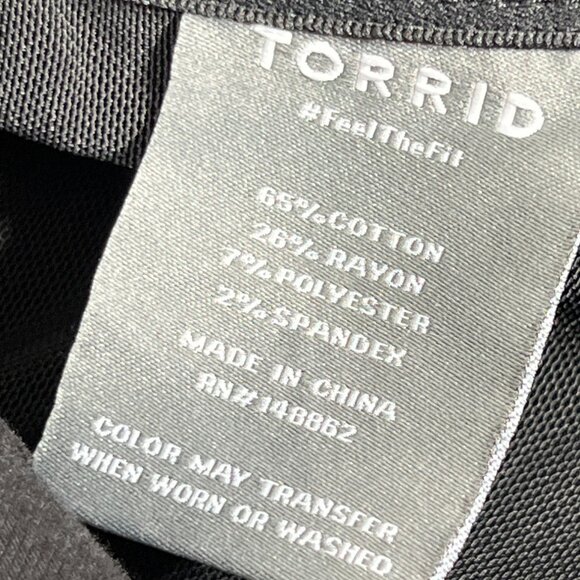 TORRID
#FeelTheFit
65% COTTON
26% RAYON
7% POLYESTER
2% SPANDEX
MADE IN CHINA
RN#148862
COLOR MAY TRANSFER
WHEN WORN OR WASHED